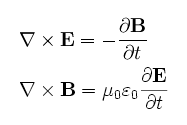 ∇ × E = −∂B/∂t
∇ × B = μ₀ε₀ ∂E/∂t